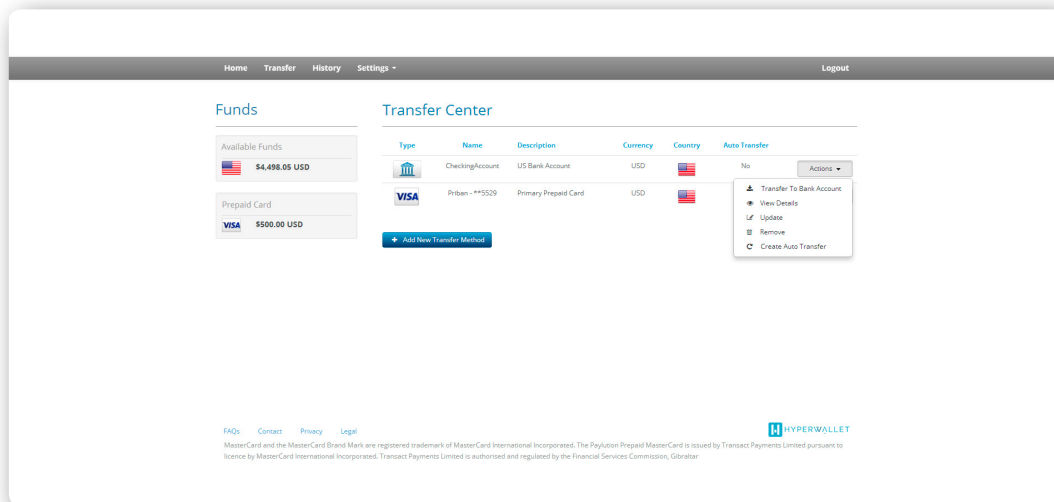 Home Transfer History Settings Logout
Funds
Available Funds
$4,498.05 USD
Prepaid Card
VISA $500.00 USD
Transfer Center
Type Name Description Currency Country Auto Transfer
CheckingAccount US Bank Account USD No Actions
VISA Priban - **5529 Primary Prepaid Card USD
Transfer To Bank Account
View Details
Update
Remove
Create Auto Transfer
+ Add New Transfer Method
FAQs Contact Privacy Legal
HYPERWALLET
MasterCard and the MasterCard Brand Mark are registered trademark of MasterCard International Incorporated. The Paylution Prepaid MasterCard is issued by Transact Payments Limited pursuant to
licence by MasterCard International Incorporated. Transact Payments Limited is authorised and regulated by the Financial Services Commission, Gibraltar